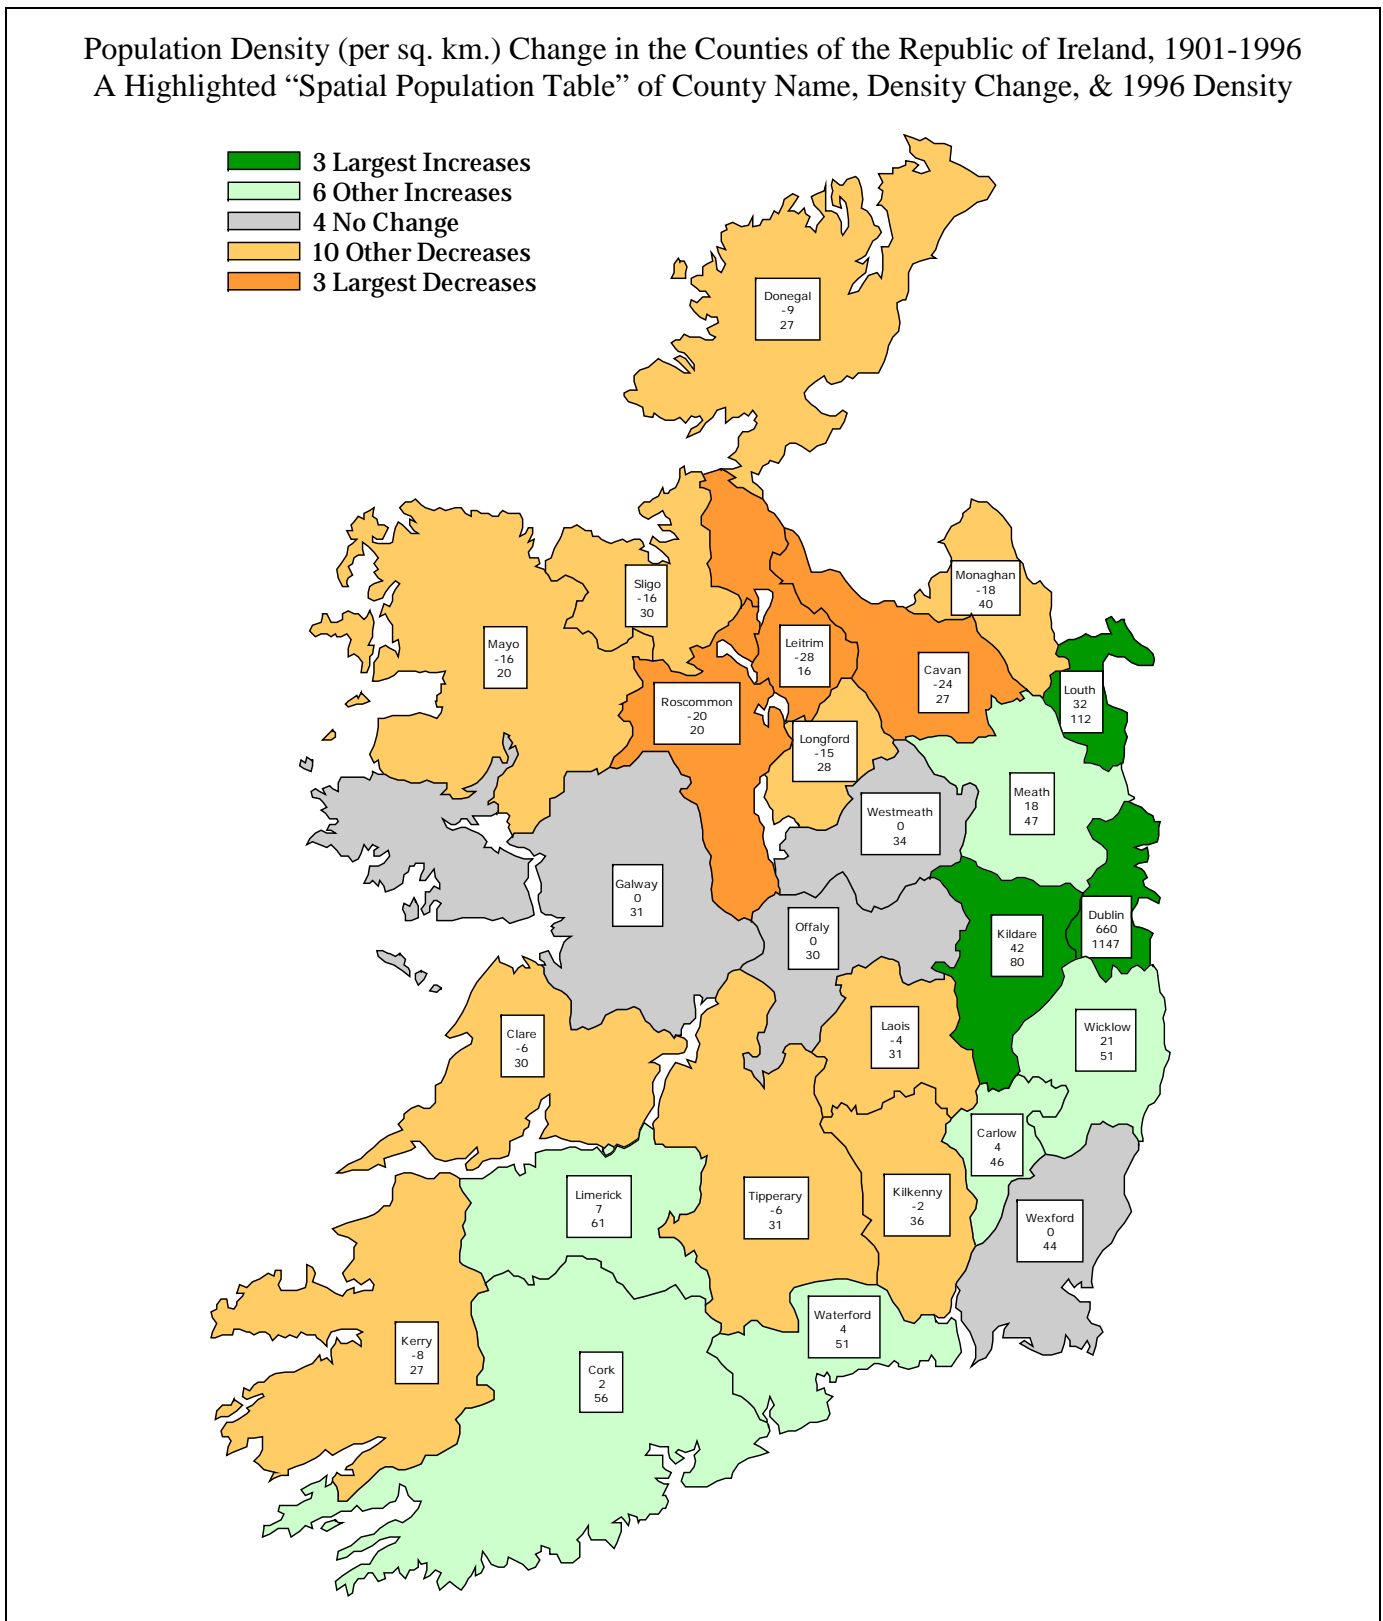 Population Density (per sq. km.) Change in the Counties of the Republic of Ireland, 1901-1996
A Highlighted “Spatial Population Table” of County Name, Density Change, & 1996 Density
3 Largest Increases
6 Other Increases
4 No Change
10 Other Decreases
3 Largest Decreases
Donegal
-9
27
Monaghan
-18
40
Sligo
-16
30
Mayo
-16
20
Leitrim
-28
16
Cavan
-24
27
Louth
32
112
Roscommon
-20
20
Longford
-15
28
Meath
18
47
Westmeath
0
34
Galway
0
31
Offaly
0
30
Kildare
42
80
Dublin
660
1147
Clare
-6
30
Laois
-4
31
Wicklow
21
51
Carlow
4
46
Limerick
7
61
Tipperary
-6
31
Kilkenny
-2
36
Wexford
0
44
Waterford
4
51
Kerry
-8
27
Cork
2
56